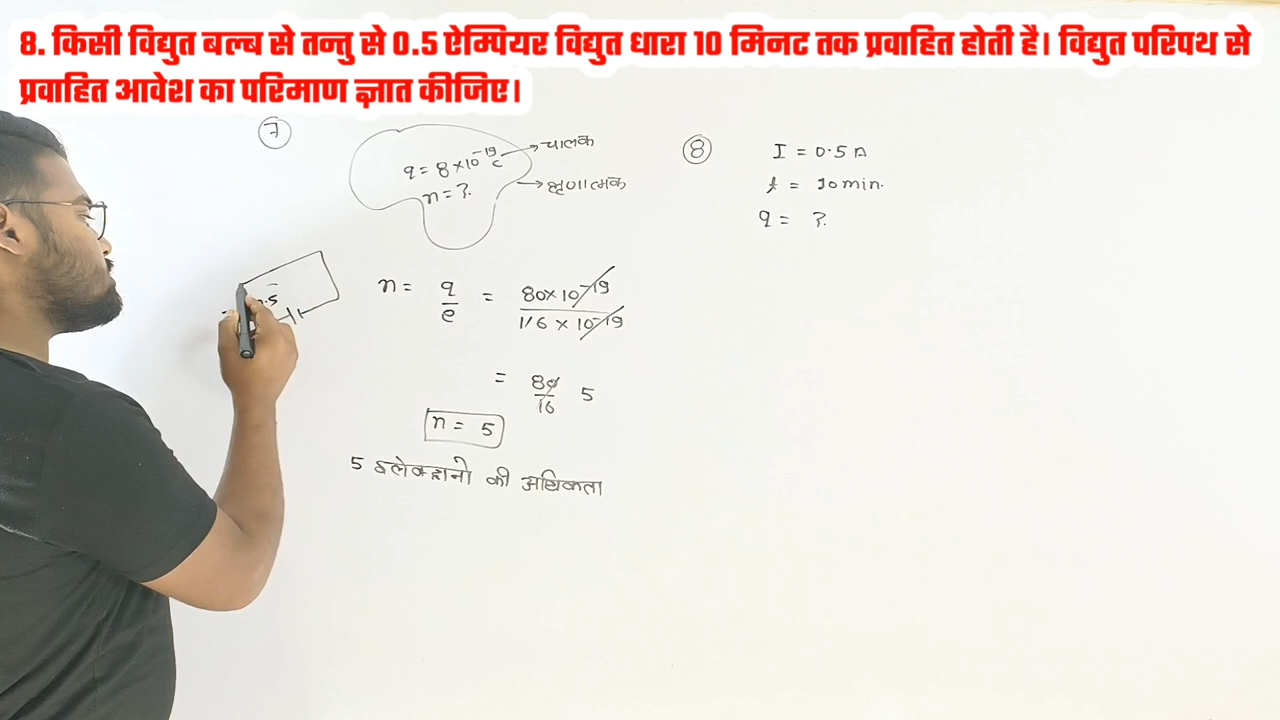 8. किसी विद्युत बल्ब से तन्तु से 0.5 ऐम्पियर विद्युत धारा 10 मिनट तक प्रवाहित होती है। विद्युत परिपथ से
प्रवाहित आवेश का परिमाण ज्ञात कीजिए।
7
q = 8 × 10⁻¹⁹ C → चालक
n = ?
→ ऋणात्मक
n = q/e = 80 × 10⁻¹⁹ / 1.6 × 10⁻¹⁹
= 80/16 5
n = 5
5 इलेक्ट्रानो की अधिकता
8
I = 0.5 A
t = 10 min.
q = ?